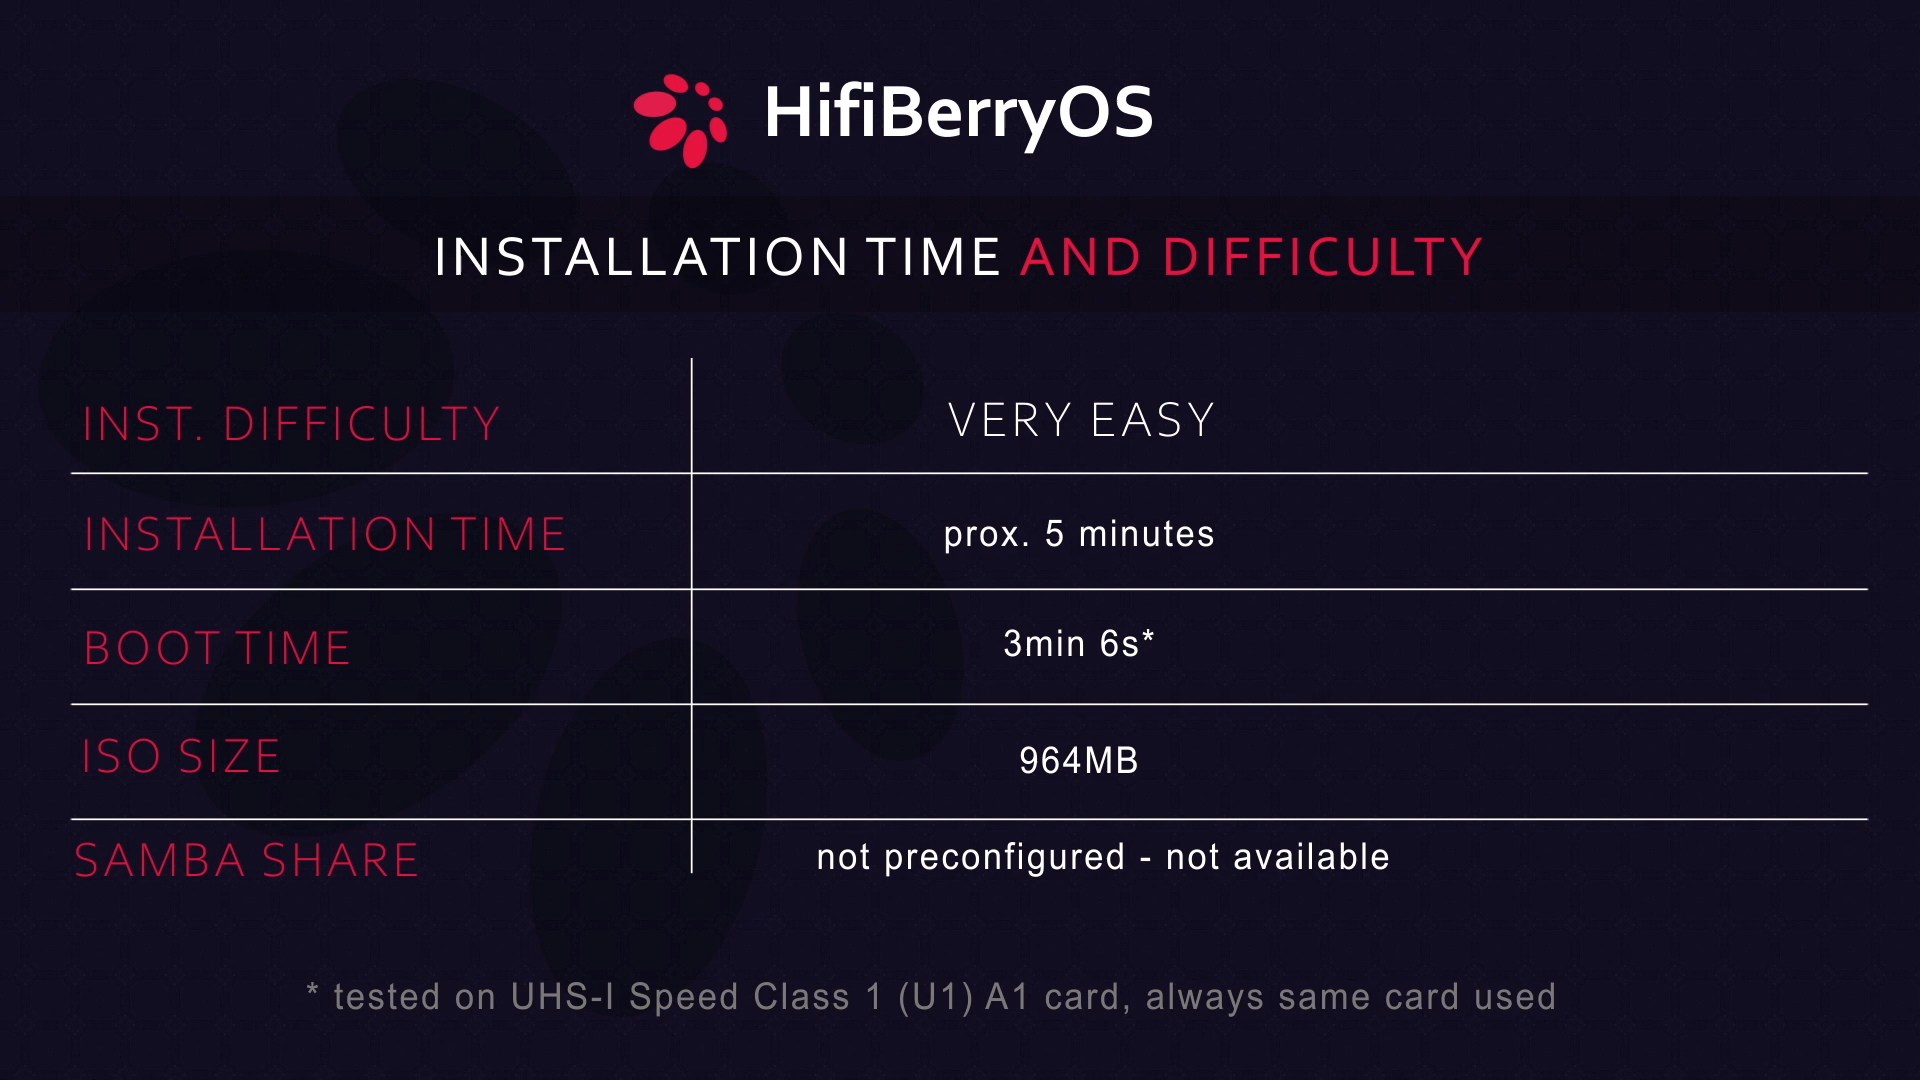 HifiBerryOS
INSTALLATION TIME AND DIFFICULTY
INST. DIFFICULTY
VERY EASY
INSTALLATION TIME
prox. 5 minutes
BOOT TIME
3min 6s*
ISO SIZE
964MB
SAMBA SHARE
not preconfigured - not available
* tested on UHS-I Speed Class 1 (U1) A1 card, always same card used